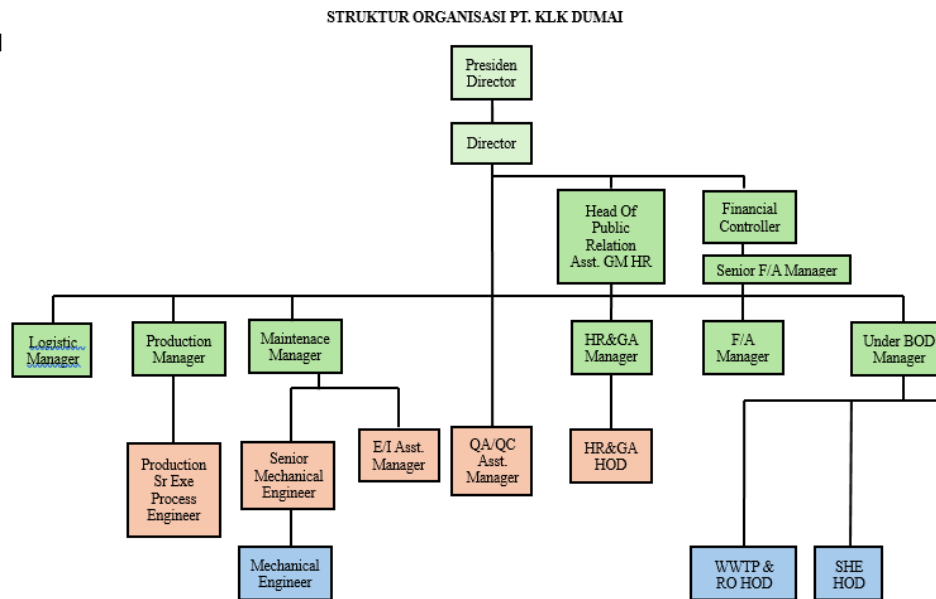 STRUKTUR ORGANISASI PT. KLK DUMAI
Presiden
Director
Director
Head Of
Public
Relation
Asst. GM HR
Financial
Controller
Senior F/A Manager
Logistic
Manager
Production
Manager
Maintenace
Manager
HR&GA
Manager
F/A
Manager
Under BOD
Manager
Production
Sr Exe
Process
Engineer
Senior
Mechanical
Engineer
E/I Asst.
Manager
QA/QC
Asst.
Manager
HR&GA
HOD
Mechanical
Engineer
WWTP &
RO HOD
SHE
HOD